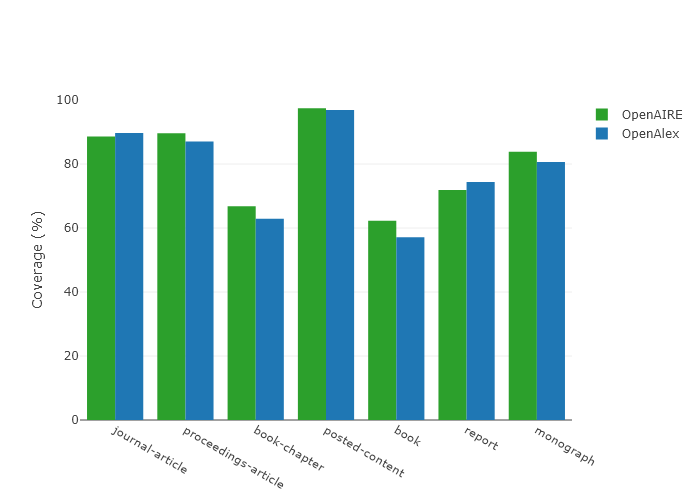 100
80
60
40
20
0
Coverage (%)
journal-article
proceedings-article
book-chapter
posted-content
book
report
monograph
OpenAIRE
OpenAlex